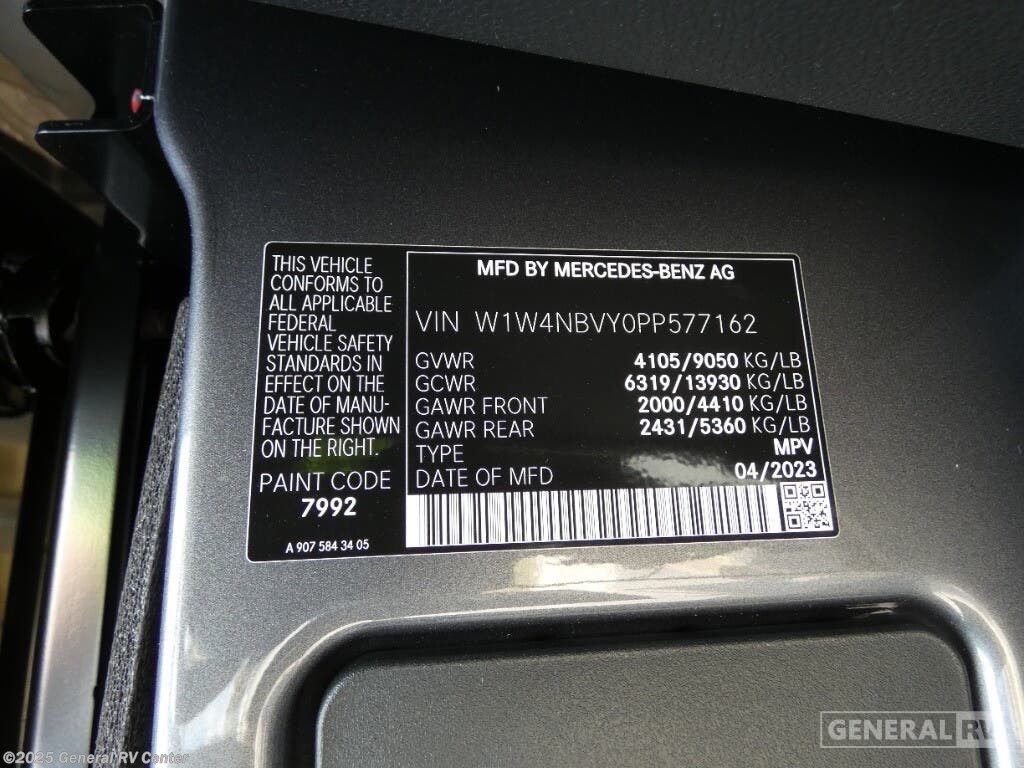 THIS VEHICLE
CONFORMS TO
ALL APPLICABLE
FEDERAL
VEHICLE SAFETY
STANDARDS IN
EFFECT ON THE
DATE OF MANU-
FACTURE SHOWN
ON THE RIGHT.
PAINT CODE
7992
A 907 584 34 05
MFD BY MERCEDES-BENZ AG
VIN W1W4NBVY0PP577162
GVWR 4105/9050 KG/LB
GCWR 6319/13930 KG/LB
GAWR FRONT 2000/4410 KG/LB
GAWR REAR 2431/5360 KG/LB
TYPE MPV
DATE OF MFD 04/2023
GENERAL RV
©2025 General RV Center